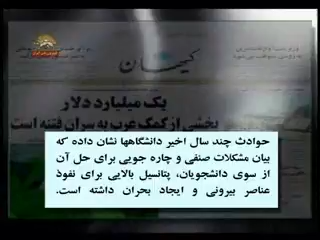 کیهان
یک میلیارد دلار
بخشی از کمک غرب به سران فتنه است
حوادث چند سال اخیر دانشگاهها نشان داده که
بیان مشکلات صنفی و چاره جویی برای حل آن
از سوی دانشجویان، پتانسیل بالایی برای نفوذ
عناصر بیرونی و ایجاد بحران داشته است.